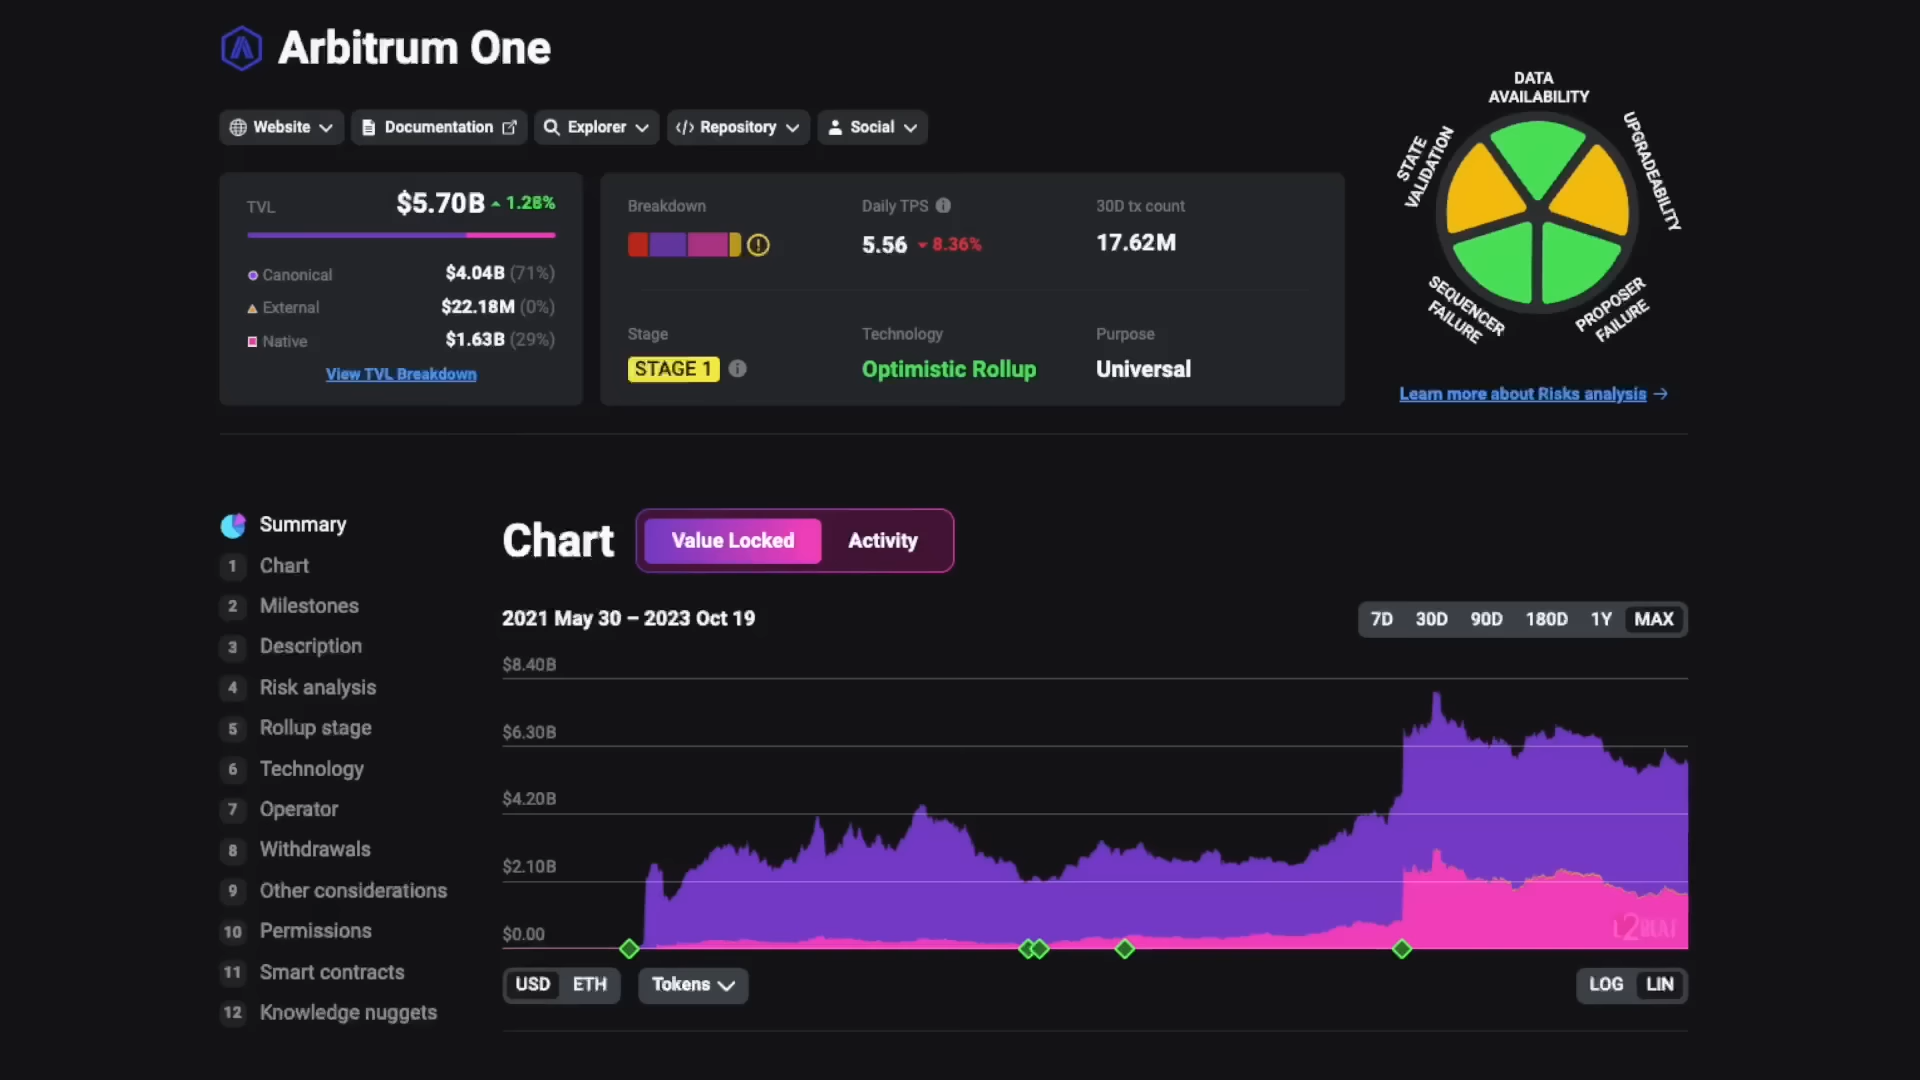 Arbitrum One
Website
Documentation
Explorer
Repository
Social
TVL
$5.70B 1.28%
Canonical $4.04B (71%)
External $22.18M (0%)
Native $1.63B (29%)
View TVL Breakdown
Breakdown
Daily TPS
5.56 8.36%
30D tx count
17.62M
Stage
STAGE 1
Technology
Optimistic Rollup
Purpose
Universal
DATA
AVAILABILITY
STATE
VALIDATION
UPGRADEABILITY
SEQUENCER
FAILURE
PROPOSER
FAILURE
Learn more about Risks analysis
Summary
1 Chart
2 Milestones
3 Description
4 Risk analysis
5 Rollup stage
6 Technology
7 Operator
8 Withdrawals
9 Other considerations
10 Permissions
11 Smart contracts
12 Knowledge nuggets
Chart
Value Locked Activity
2021 May 30 – 2023 Oct 19
7D 30D 90D 180D 1Y MAX
$8.40B
$6.30B
$4.20B
$2.10B
$0.00
L2BEAT
USD ETH
Tokens
LOG LIN